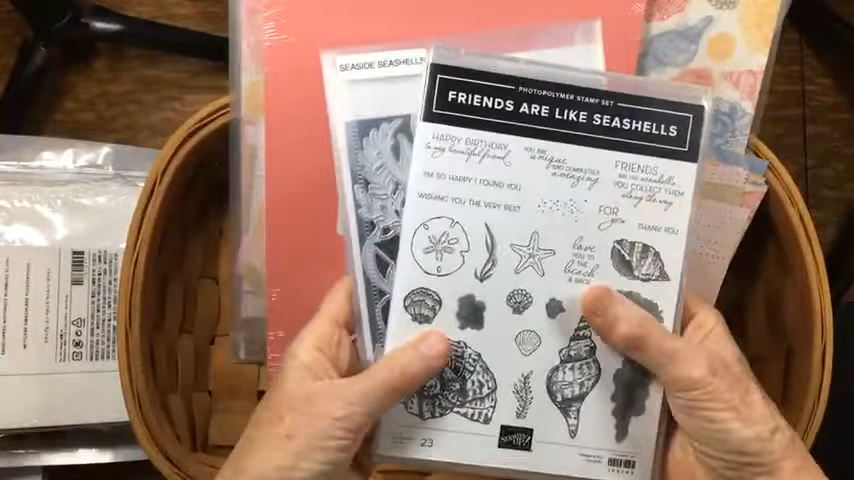 SEASIDE SEASHELLS
PHOTOPOLYMER STAMP SET
FRIENDS ARE LIKE SEASHELLS
HAPPY BIRTHDAY
to my beautiful friend
YOU ARE
unique
AND COMPLETELY
amazing
FRIENDS
ARE LIKE seashells
YOU COLLECT THEM
along the way
I'M SO HAPPY I FOUND YOU
WISHING YOU THE VERY BEST
FOR
you
THANK YOU
love
YOU TO
THE
beach
& BACK
23
STAMPIN' UP!